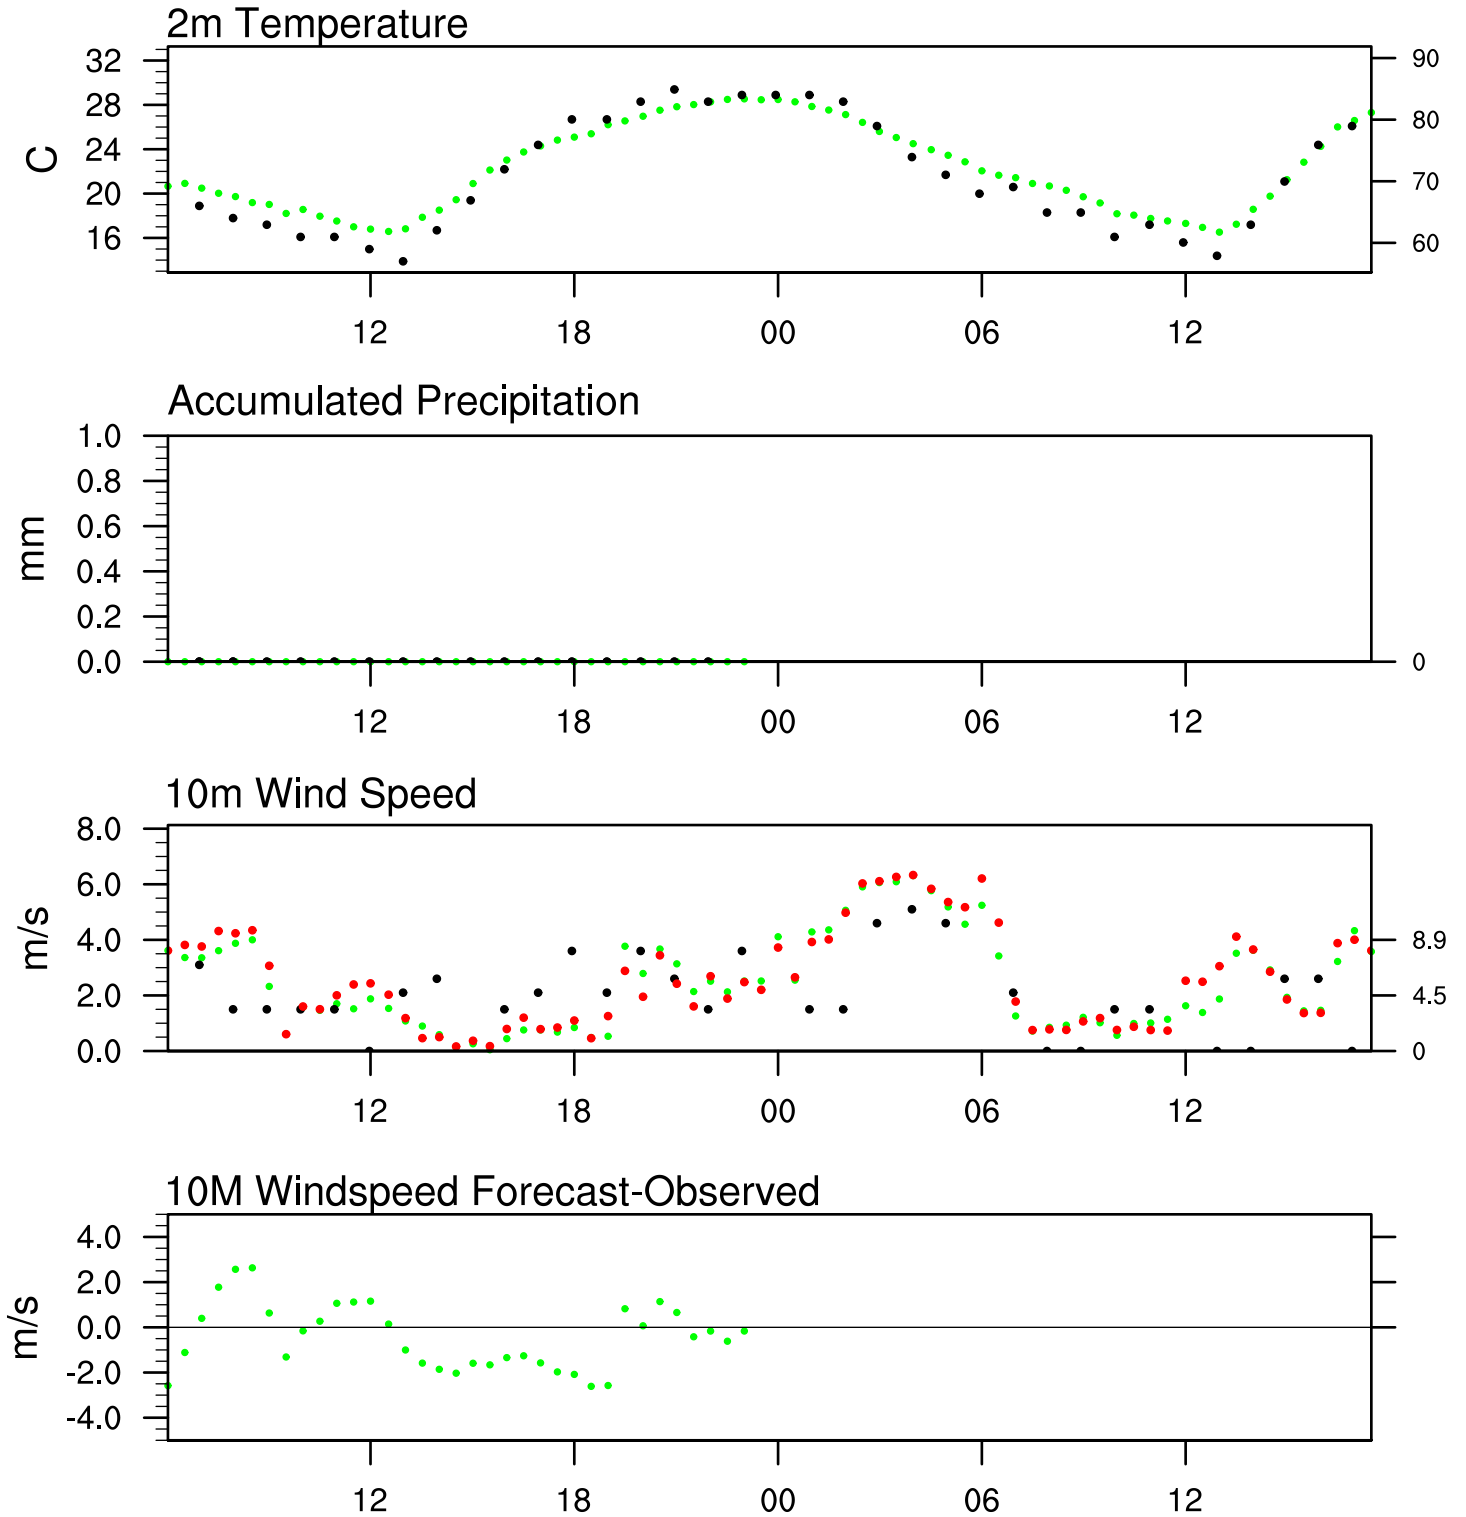 2m Temperature
32
28
24
20
16
C
90
80
70
60
12 18 00 06 12
Accumulated Precipitation
1.0
0.8
0.6
0.4
0.2
0.0
mm
0
12 18 00 06 12
10m Wind Speed
8.0
6.0
4.0
2.0
0.0
m/s
8.9
4.5
0
12 18 00 06 12
10M Windspeed Forecast-Observed
4.0
2.0
0.0
-2.0
-4.0
m/s
12 18 00 06 12